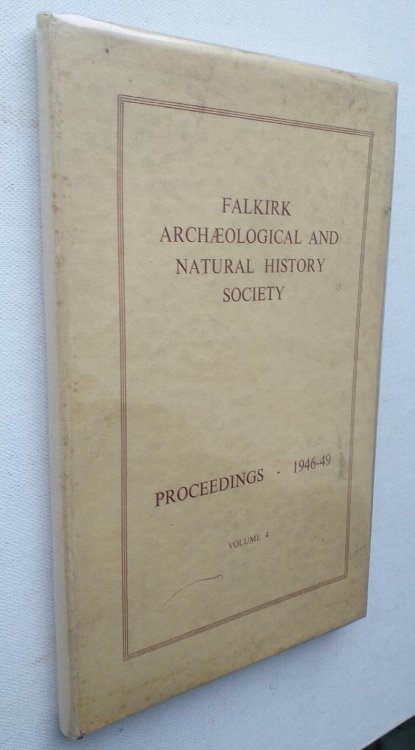 FALKIRK
ARCHÆOLOGICAL AND
NATURAL HISTORY
SOCIETY
PROCEEDINGS - 1946-49
VOLUME 4